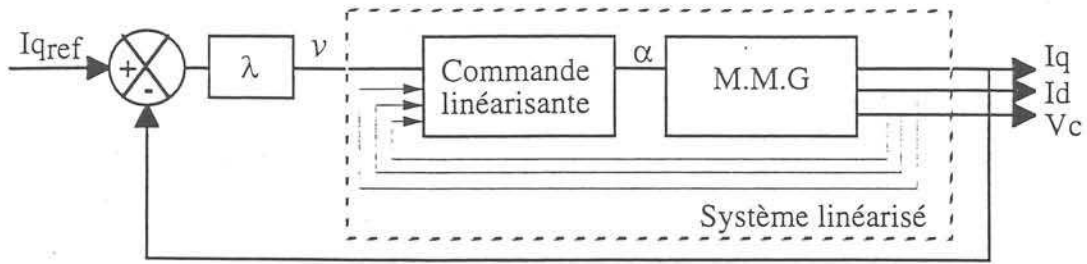 Iqref
+
-
λ
ν
Commande
linéarisante
α
M.M.G
Iq
Id
Vc
Système linéarisé